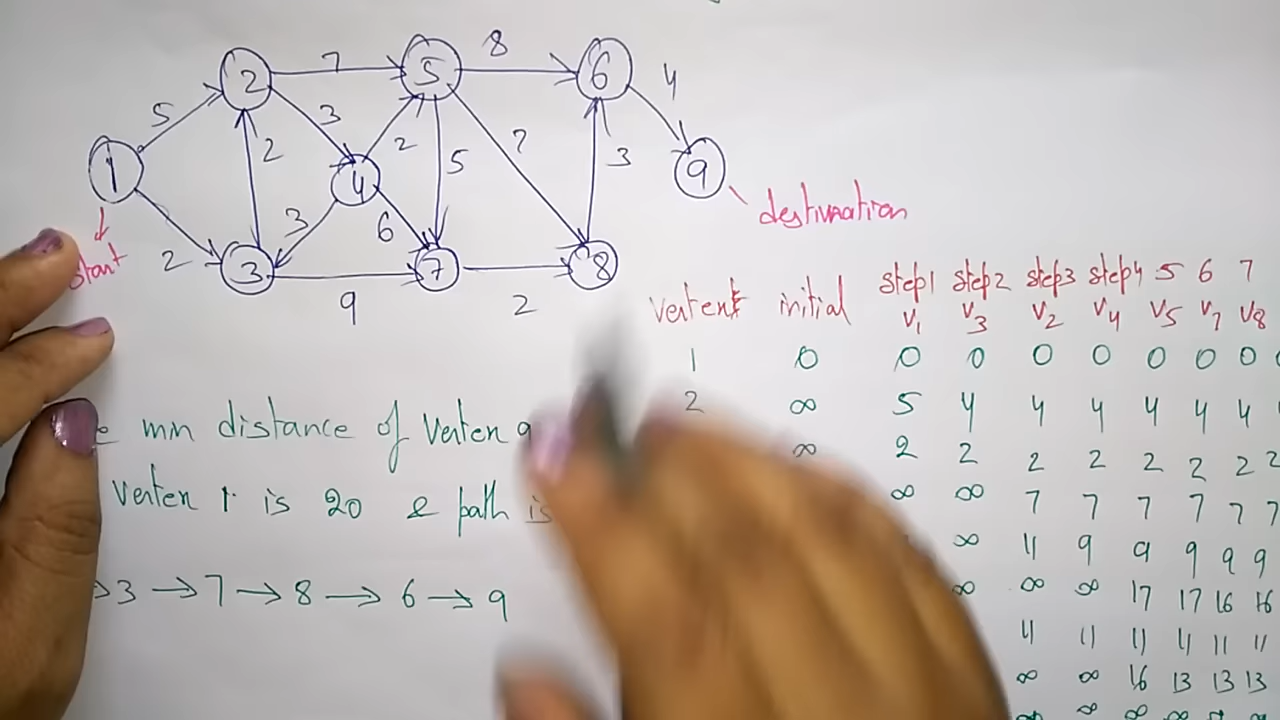 5 2 7 5 8 6 4
1 2 3 2 5 7 3 9
2 3 3 4 6 7 8
9 2
start
destination
vertex initial step1 step2 step3 step4 5 6 7
V1 V3 V2 V4 V5 V7 V8
1 0 0 0 0 0 0 0 0
2 ∞ 5 4 4 4 4 4 4
∞ 2 2 2 2 2 2 2 2
∞ ∞ 7 7 7 7 7
∞ 11 9 9 9 9
∞ ∞ ∞ 17 17 16 16
11 11 11 11 11 11
∞ ∞ 16 13 13 13
min distance of vertex 9
vertex 1 is 20 & path is
→3 →7 →8 →6 →9